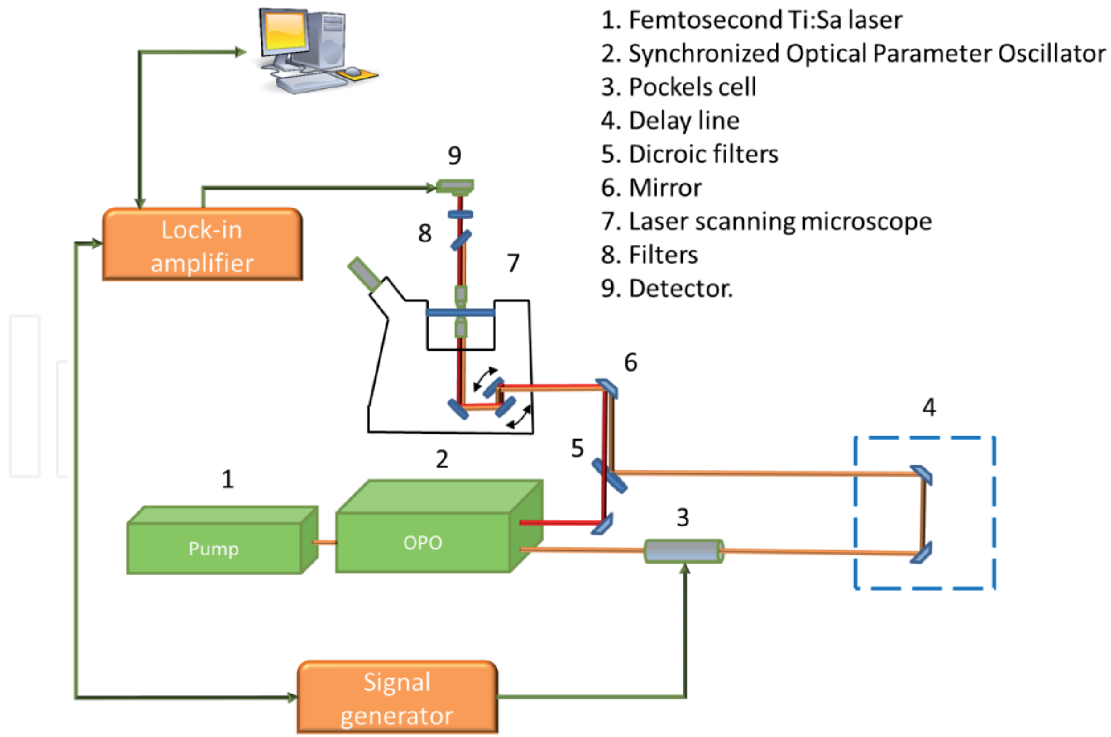 1. Femtosecond Ti:Sa laser
2. Synchronized Optical Parameter Oscillator
3. Pockels cell
4. Delay line
5. Dicroic filters
6. Mirror
7. Laser scanning microscope
8. Filters
9. Detector.
9
Lock-in
amplifier
8
7
6
4
5
2
1
3
Pump
OPO
Signal
generator